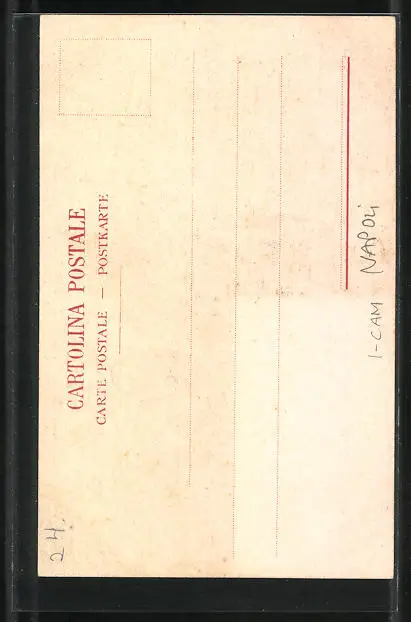 CARTOLINA POSTALE
CARTE POSTALE — POSTKARTE
24.
I-CAM NAPOLI